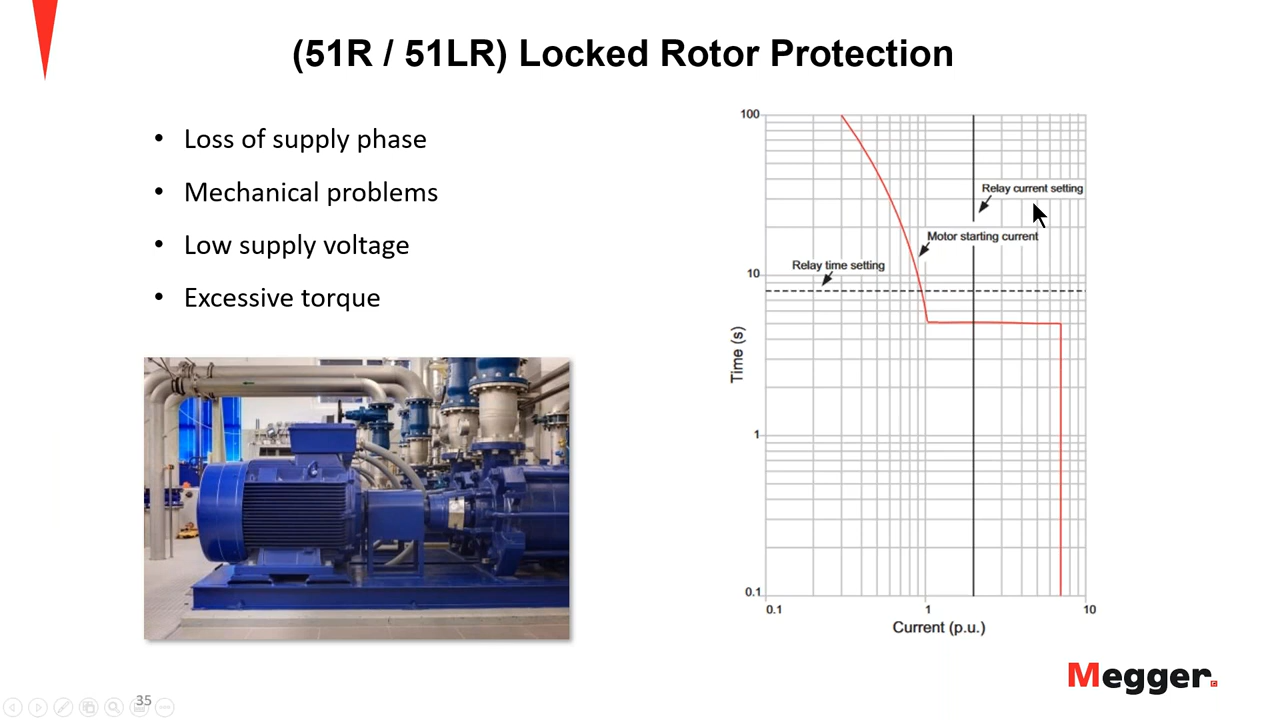 (51R / 51LR) Locked Rotor Protection
• Loss of supply phase
• Mechanical problems
• Low supply voltage
• Excessive torque
100
Relay current setting
Motor starting current
Relay time setting
10
Time (s)
1
0.1
0.1
1
10
Current (p.u.)
Megger.
35